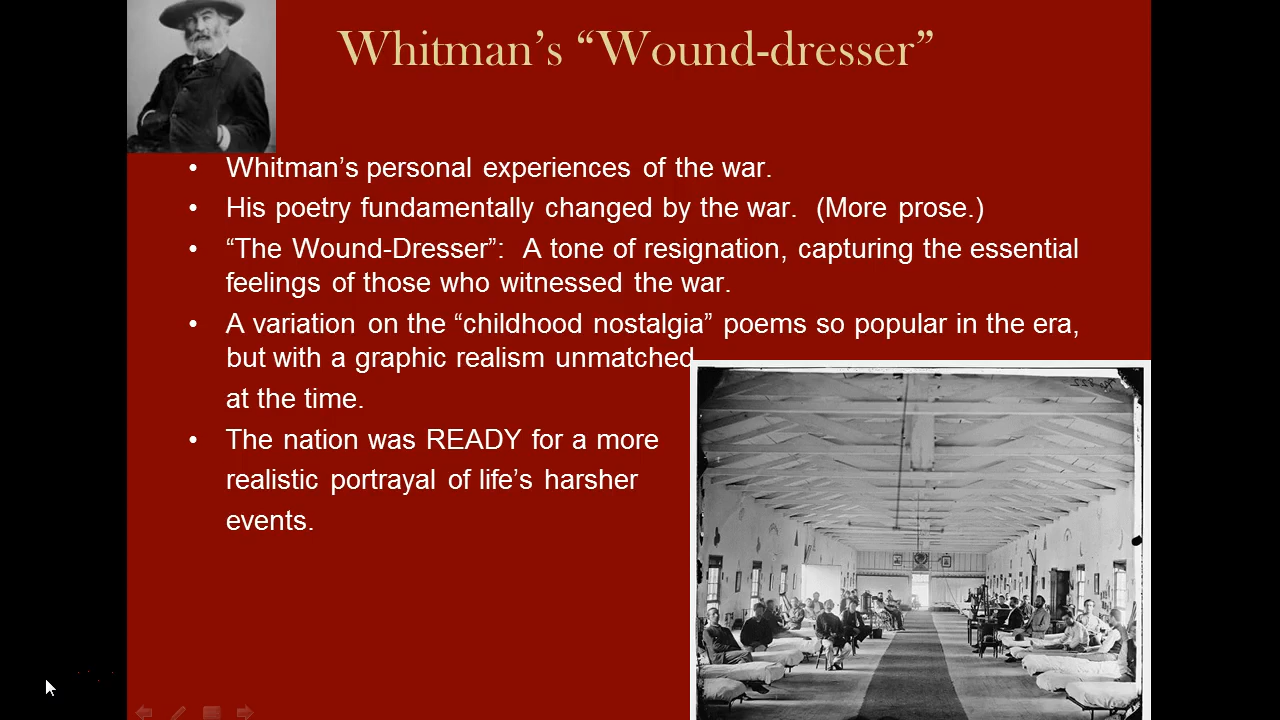 Whitman’s “Wound-dresser”
• Whitman’s personal experiences of the war.
• His poetry fundamentally changed by the war.  (More prose.)
• “The Wound-Dresser”:  A tone of resignation, capturing the essential
feelings of those who witnessed the war.
• A variation on the “childhood nostalgia” poems so popular in the era,
but with a graphic realism unmatched
at the time.
• The nation was READY for a more
realistic portrayal of life’s harsher
events.